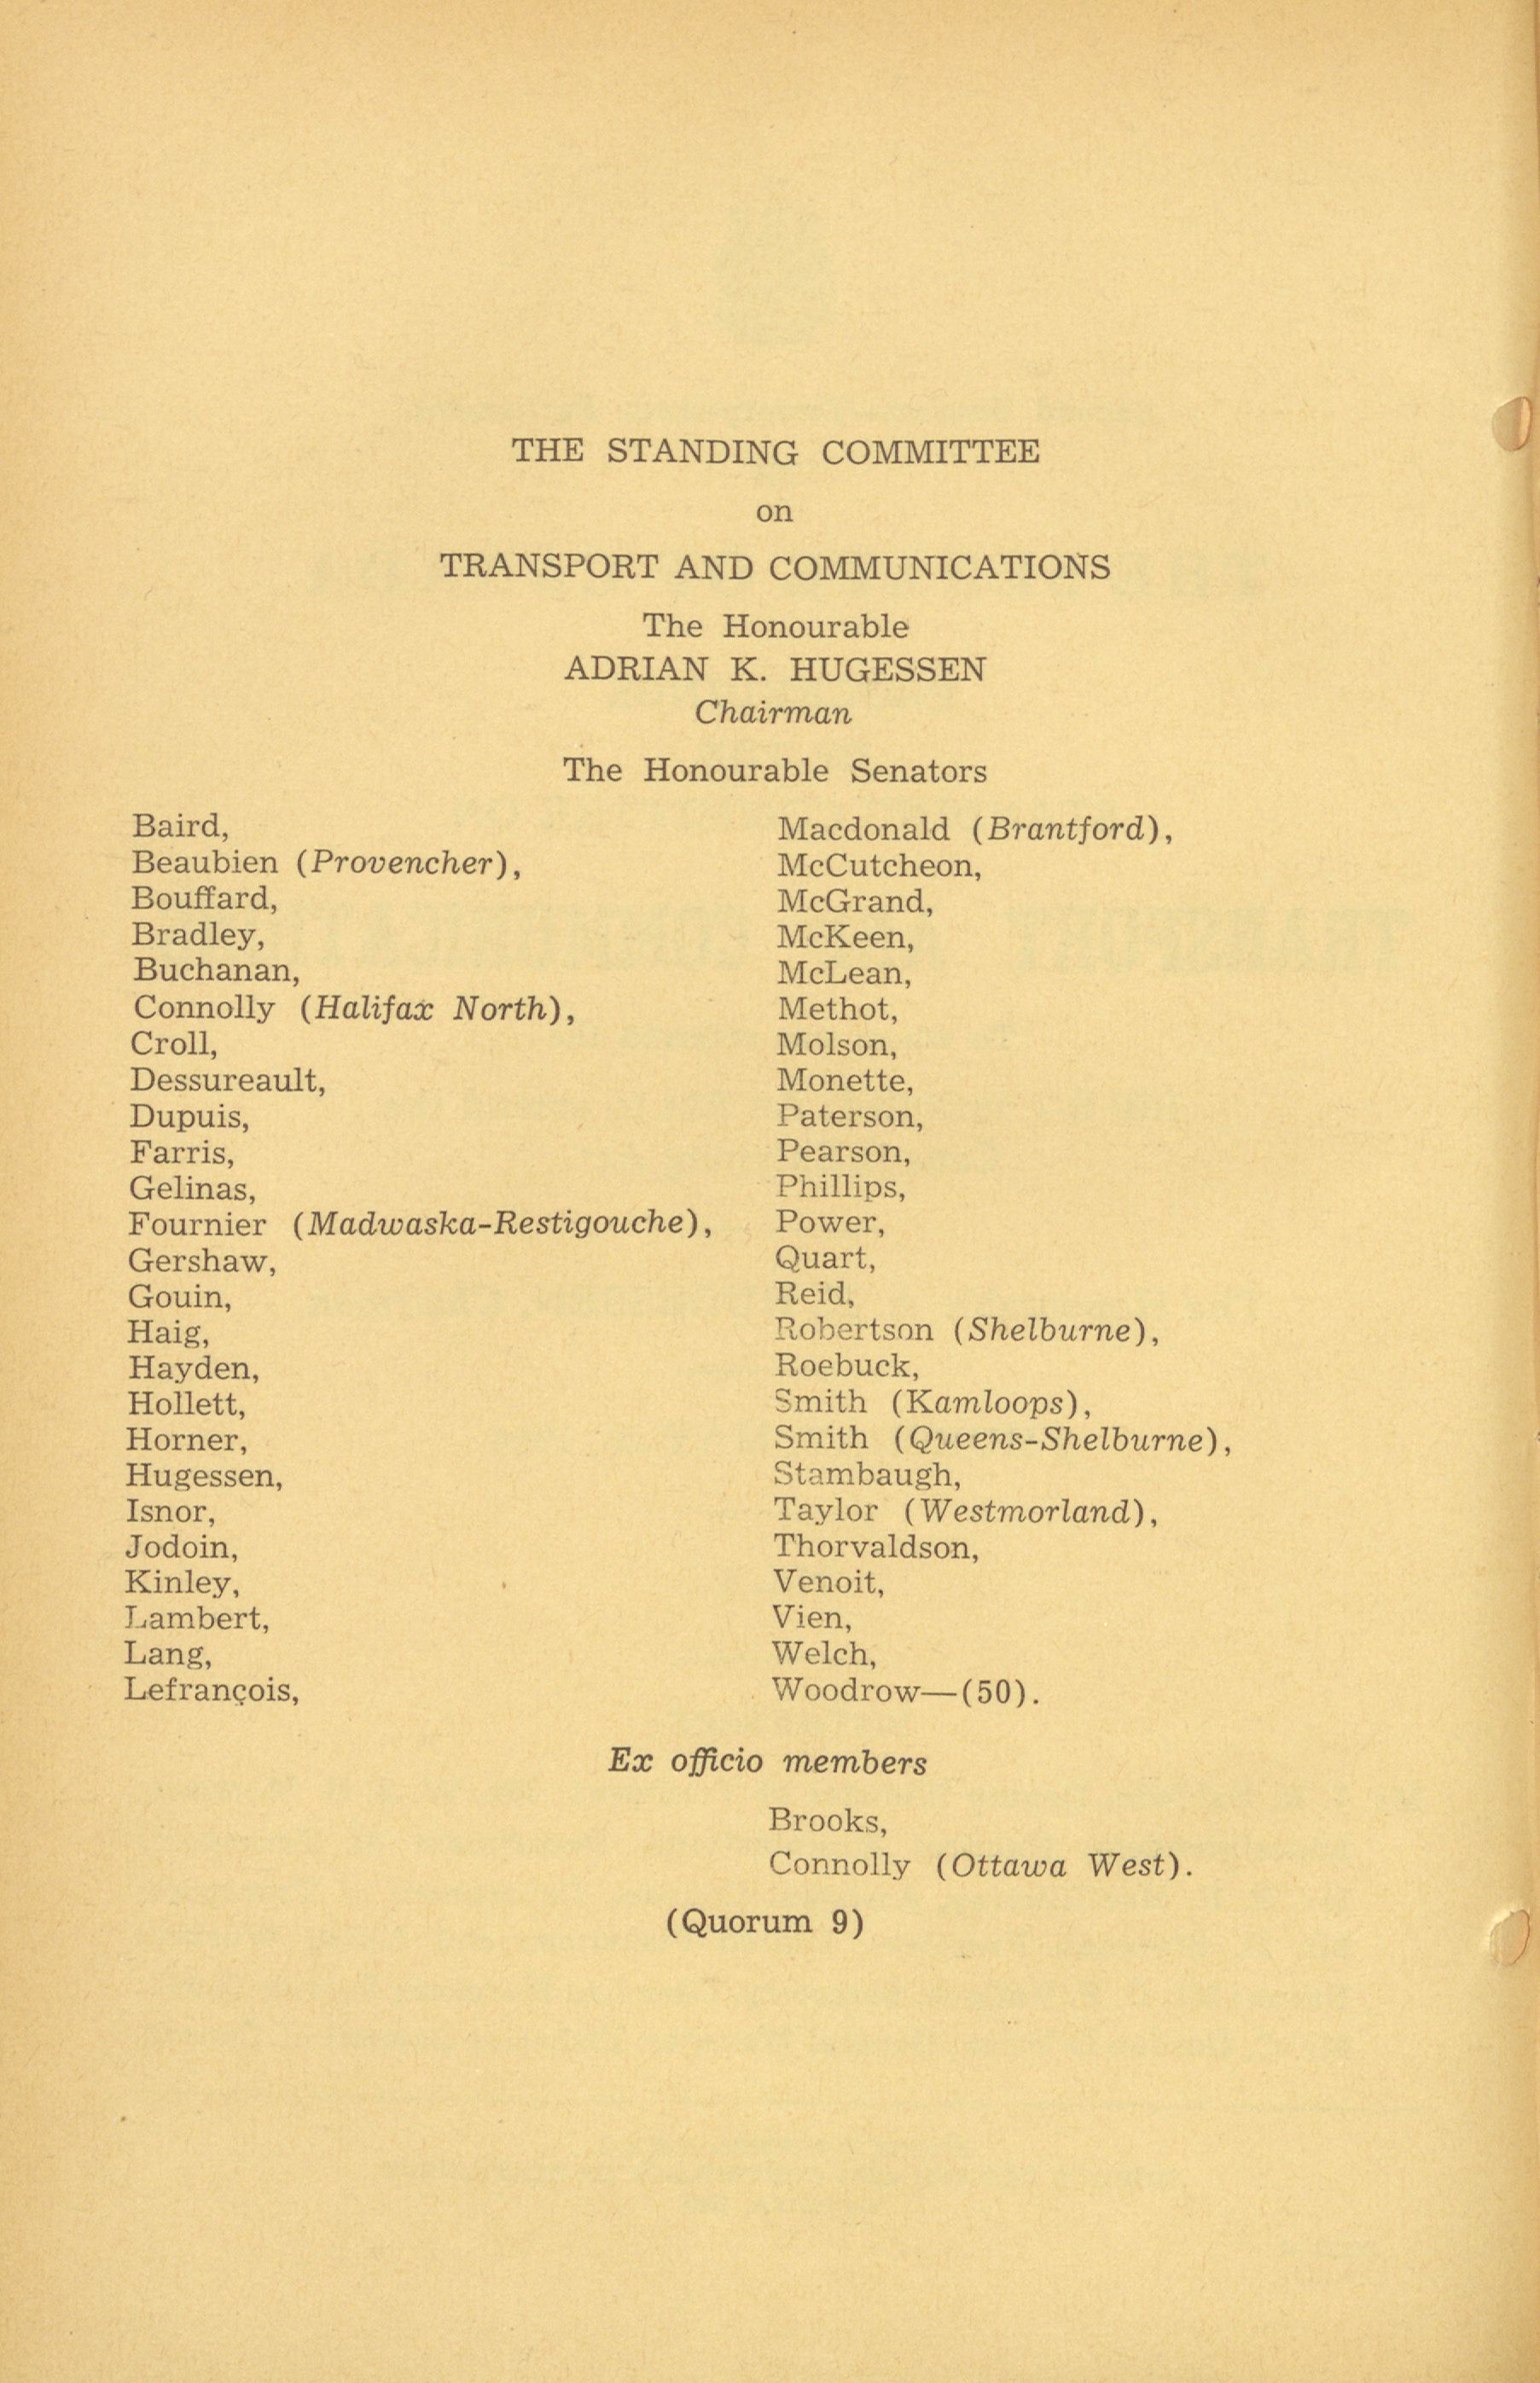 THE STANDING COMMITTEE
on
TRANSPORT AND COMMUNICATIONS
The Honourable
ADRIAN K. HUGESSEN
Chairman
The Honourable Senators
Baird,
Beaubien (Provencher),
Bouffard,
Bradley,
Buchanan,
Connolly (Halifax North),
Croll,
Dessureault,
Dupuis,
Farris,
Gelinas,
Fournier (Madwaska-Restigouche),
Gershaw,
Gouin,
Haig,
Hayden,
Hollett,
Horner,
Hugessen,
Isnor,
Jodoin,
Kinley,
Lambert,
Lang,
Lefrançois,
Macdonald (Brantford),
McCutcheon,
McGrand,
McKeen,
McLean,
Methot,
Molson,
Monette,
Paterson,
Pearson,
Phillips,
Power,
Quart,
Reid,
Robertson (Shelburne),
Roebuck,
Smith (Kamloops),
Smith (Queens-Shelburne),
Stambaugh,
Taylor (Westmorland),
Thorvaldson,
Venoit,
Vien,
Welch,
Woodrow—(50).
Ex officio members
Brooks,
Connolly (Ottawa West).
(Quorum 9)